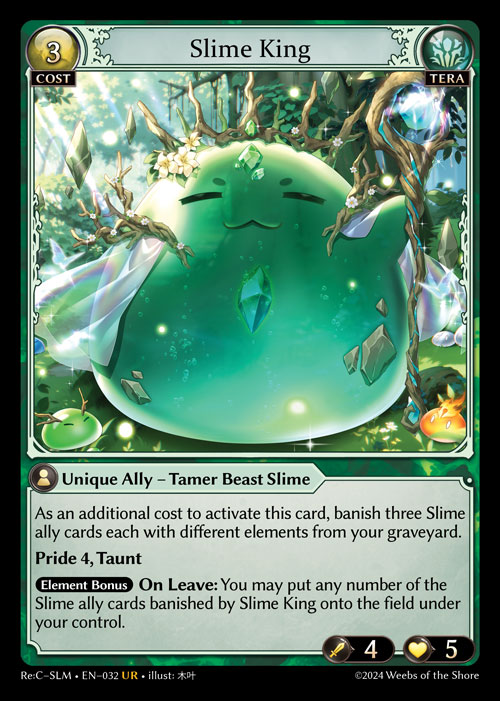 3
COST
Slime King
TERA
Unique Ally – Tamer Beast Slime
As an additional cost to activate this card, banish three Slime
ally cards each with different elements from your graveyard.
Pride 4, Taunt
Element Bonus On Leave: You may put any number of the
Slime ally cards banished by Slime King onto the field under
your control.
4
5
Re:C–SLM • EN–032 UR • illust: 木叶
©2024 Weebs of the Shore